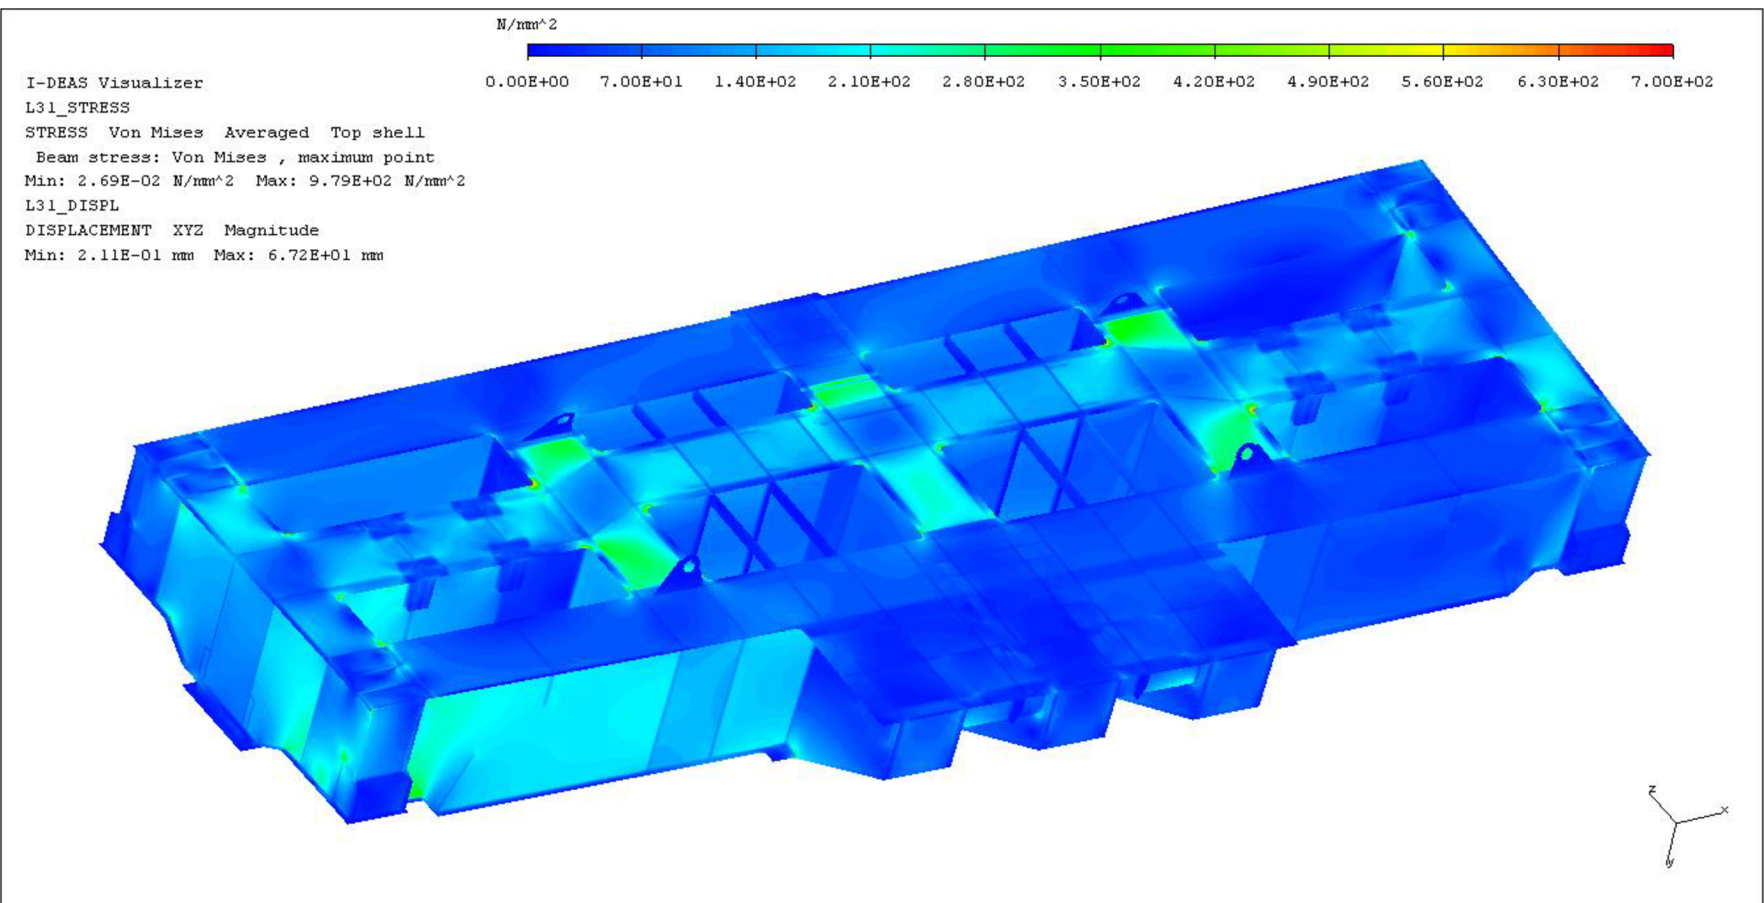 N/mm^2
0.00E+00 7.00E+01 1.40E+02 2.10E+02 2.80E+02 3.50E+02 4.20E+02 4.90E+02 5.60E+02 6.30E+02 7.00E+02
I-DEAS Visualizer
L31_STRESS
STRESS Von Mises Averaged Top shell
Beam stress: Von Mises , maximum point
Min: 2.69E-02 N/mm^2 Max: 9.79E+02 N/mm^2
L31_DISPL
DISPLACEMENT XYZ Magnitude
Min: 2.11E-01 mm Max: 6.72E+01 mm
z
x
y